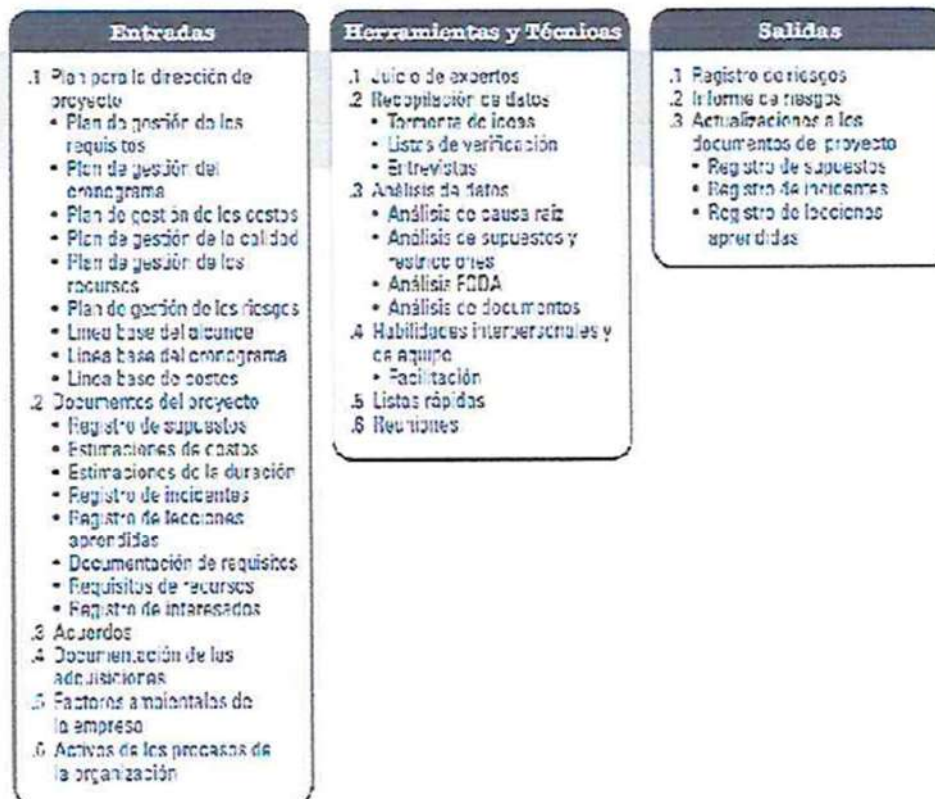 Entradas
.1 Plan para la dirección de
proyecto
• Plan de gestión de los
requisitos
• Plan de gestión del
cronograma
• Plan de gestión de los costos
• Plan de gestión de la calidad
• Plan de gestión de los
recursos
• Plan de gestión de los riesgos
• Línea base del alcance
• Línea base del cronograma
• Línea base de costos
.2 Documentos del proyecto
• Registro de supuestos
• Estimaciones de costos
• Estimaciones de la duración
• Registro de incidentes
• Registro de lecciones
aprendidas
• Documentación de requisitos
• Requisitos de recursos
• Registro de interesados
.3 Acuerdos
.4 Documentación de las
adquisiciones
.5 Factores ambientales de
la empresa
.6 Activos de los procesos de
la organización
Herramientas y Técnicas
.1 Juicio de expertos
.2 Recopilación de datos
• Tormenta de ideas
• Listas de verificación
• Entrevistas
.3 Análisis de datos
• Análisis de causa raíz
• Análisis de supuestos y
restricciones
• Análisis FODA
• Análisis de documentos
.4 Habilidades interpersonales y
de equipo
• Facilitación
.5 Listas rápidas
.6 Reuniones
Salidas
.1 Registro de riesgos
.2 Informe de riesgos
.3 Actualizaciones a los
documentos del proyecto
• Registro de supuestos
• Registro de incidentes
• Registro de lecciones
aprendidas